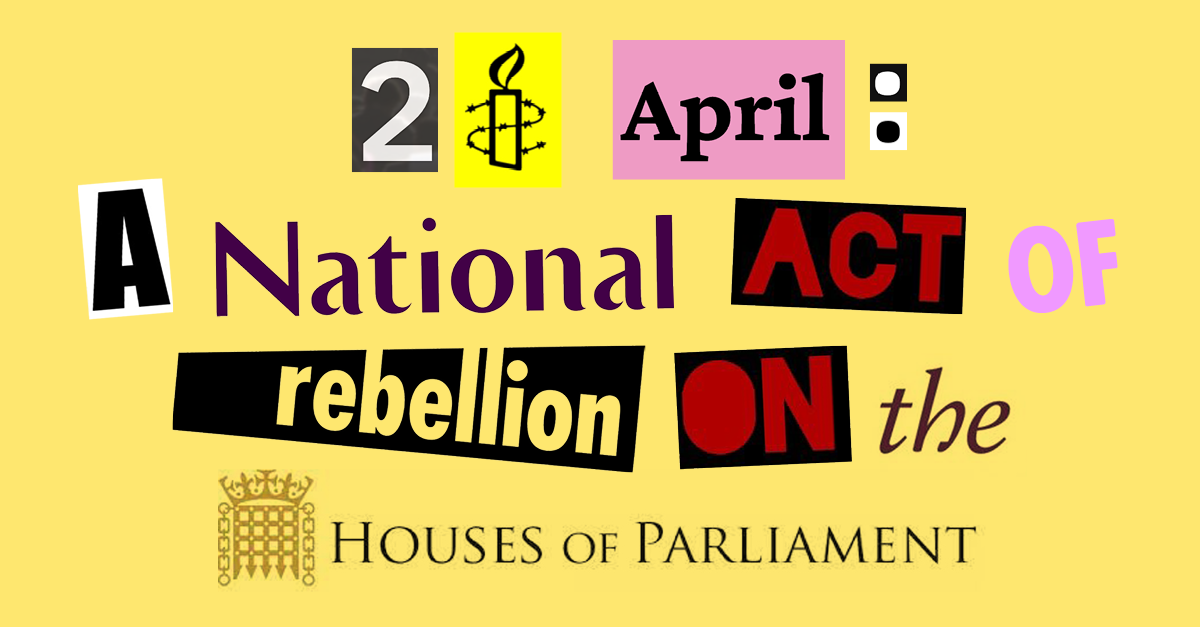 2 April:
A National ACT OF
rebellion ON the
HOUSES OF PARLIAMENT